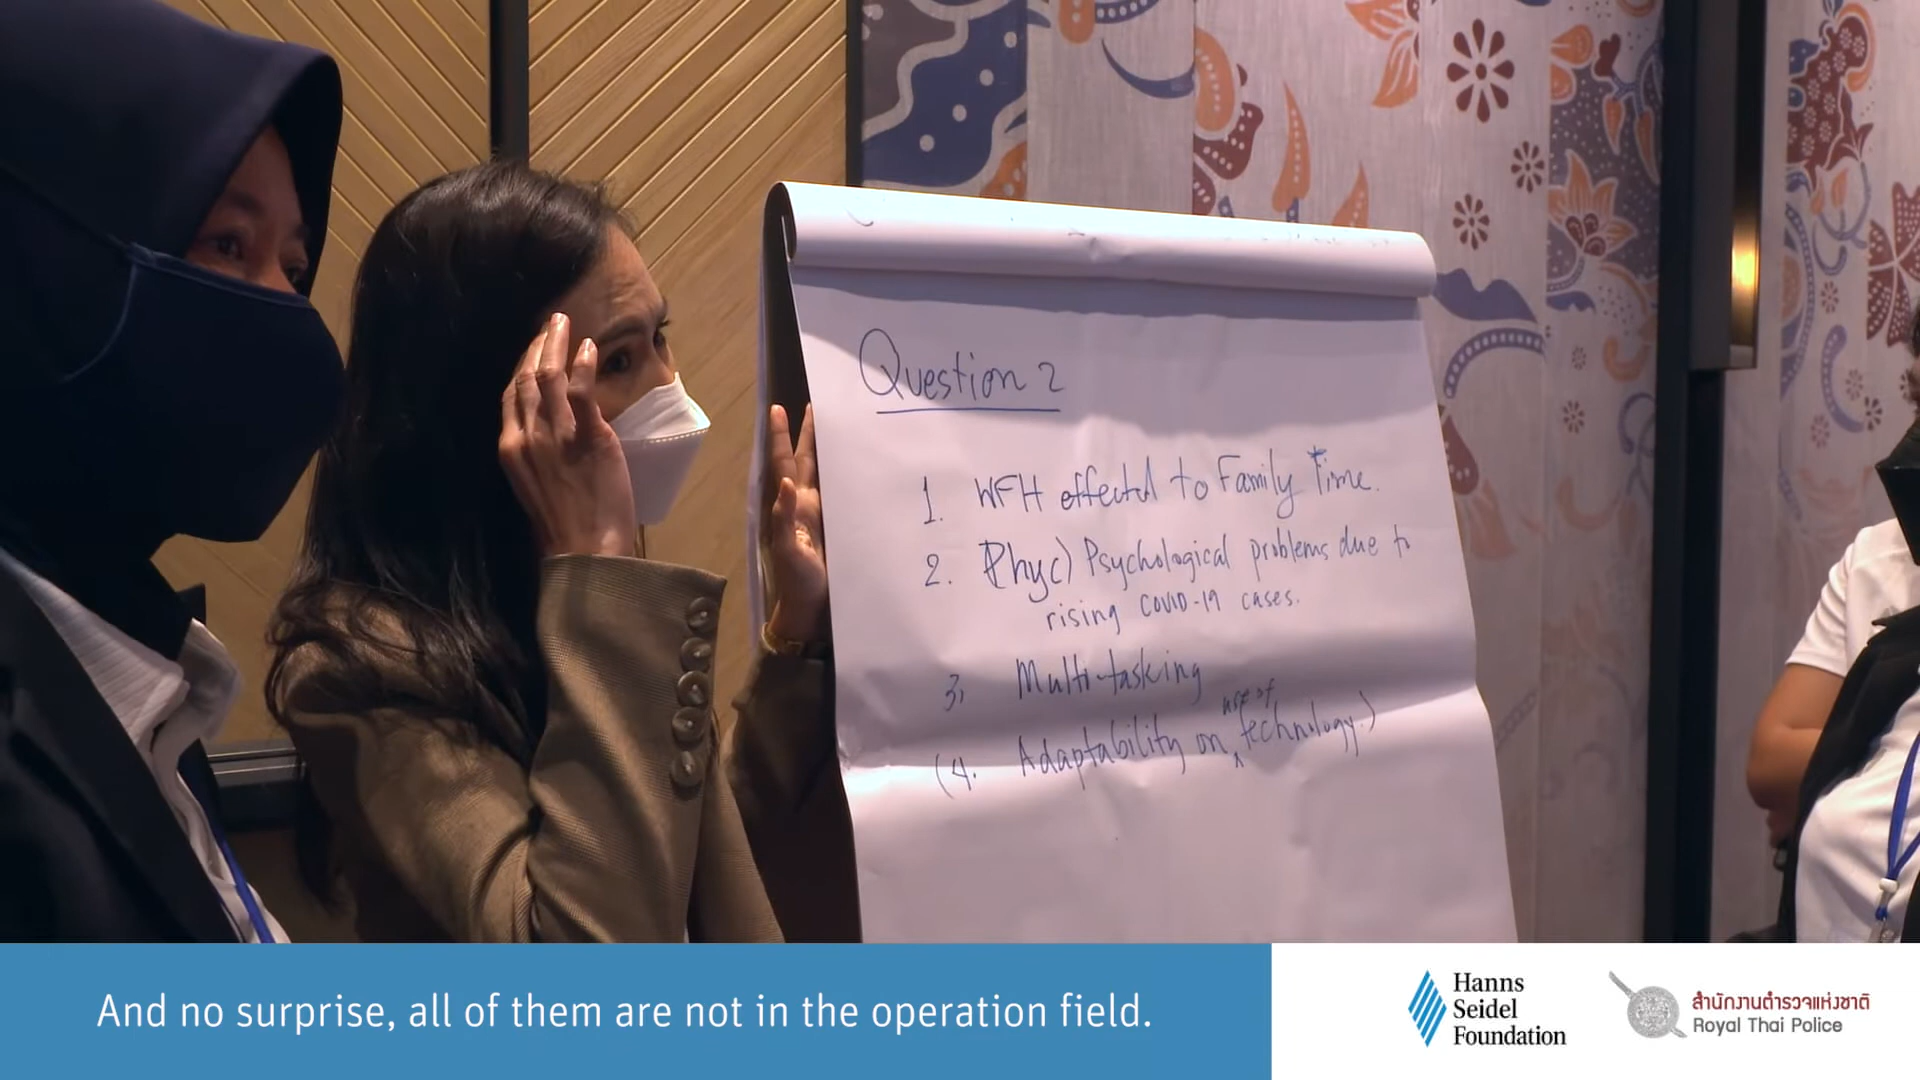 Question 2
1. WFH effected to Family Time.
2. (Phyc) Psychological problems due to
rising COVID-19 cases.
3, Multi-tasking
use of
(4. Adaptability on ^ technology.)
And no surprise, all of them are not in the operation field.
Hanns
Seidel
Foundation
สำนักงานตำรวจแห่งชาติ
Royal Thai Police